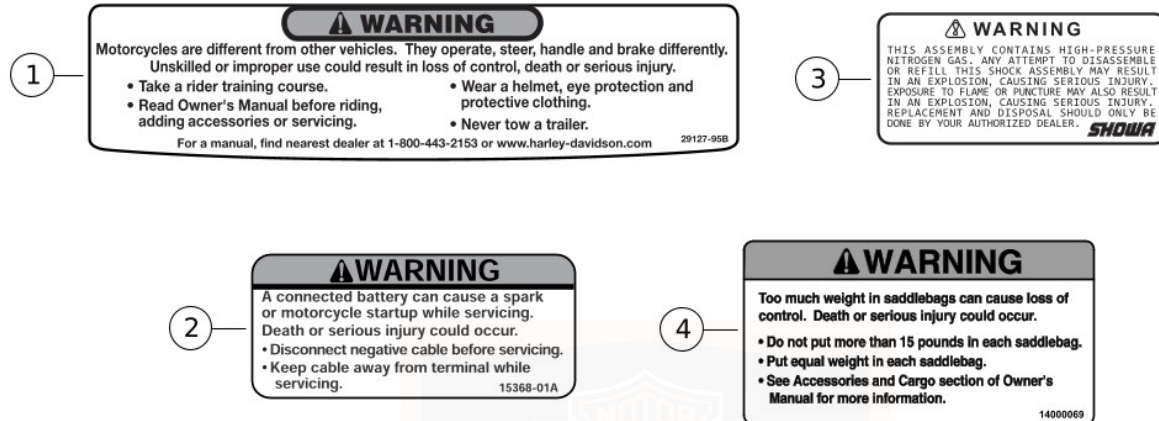 1
WARNING
Motorcycles are different from other vehicles. They operate, steer, handle and brake differently.
Unskilled or improper use could result in loss of control, death or serious injury.
• Take a rider training course.
• Read Owner's Manual before riding,
adding accessories or servicing.
• Wear a helmet, eye protection and
protective clothing.
• Never tow a trailer.
For a manual, find nearest dealer at 1-800-443-2153 or www.harley-davidson.com
29127-95B
3
WARNING
THIS ASSEMBLY CONTAINS HIGH-PRESSURE
NITROGEN GAS. ANY ATTEMPT TO DISASSEMBLE
OR REFILL THIS SHOCK ASSEMBLY MAY RESULT
IN AN EXPLOSION, CAUSING SERIOUS INJURY.
EXPOSURE TO FLAME OR PUNCTURE MAY ALSO RESULT
IN AN EXPLOSION, CAUSING SERIOUS INJURY.
REPLACEMENT AND DISPOSAL SHOULD ONLY BE
DONE BY YOUR AUTHORIZED DEALER.
SHOWA
2
WARNING
A connected battery can cause a spark
or motorcycle startup while servicing.
Death or serious injury could occur.
• Disconnect negative cable before servicing.
• Keep cable away from terminal while
servicing.
15368-01A
4
WARNING
Too much weight in saddlebags can cause loss of
control. Death or serious injury could occur.
• Do not put more than 15 pounds in each saddlebag.
• Put equal weight in each saddlebag.
• See Accessories and Cargo section of Owner's
Manual for more information.
14000069
MOTOR